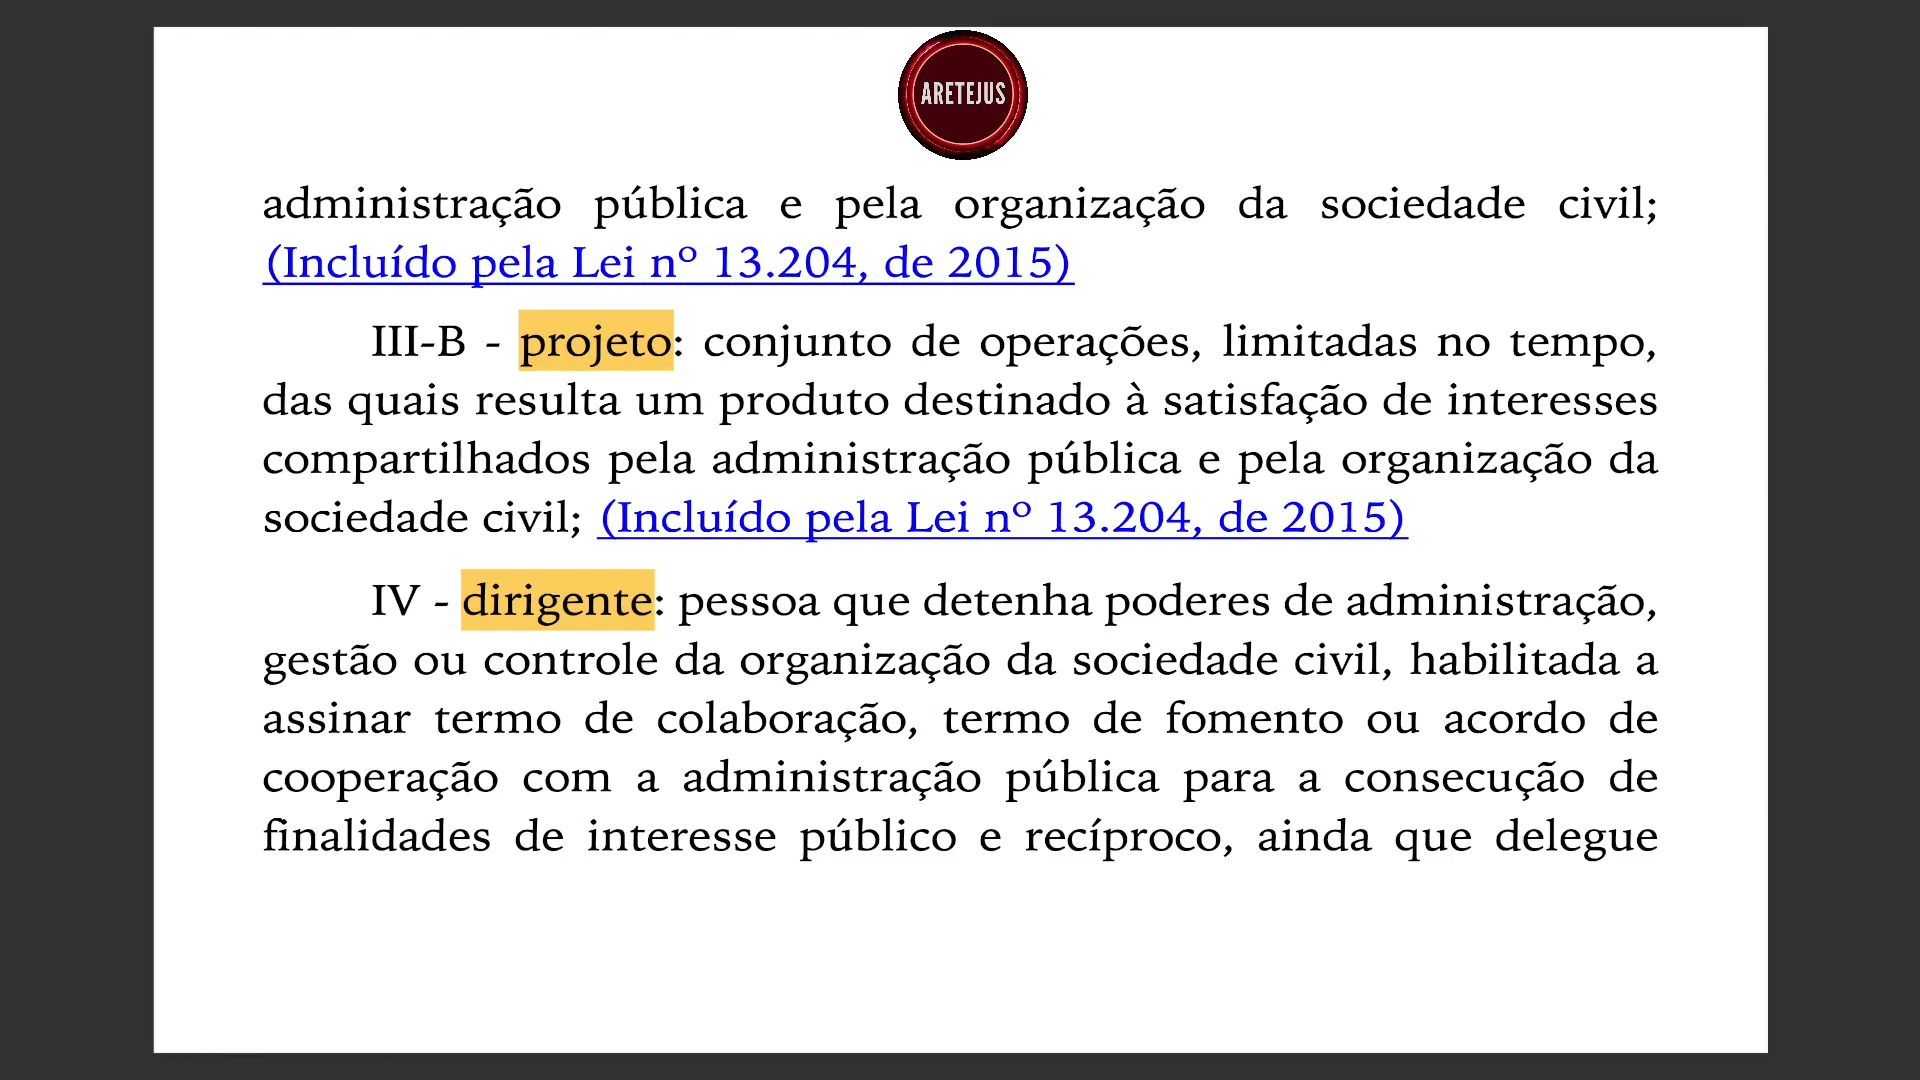 ARETEJUS
administração pública e pela organização da sociedade civil;
(Incluído pela Lei nº 13.204, de 2015)
III-B - projeto: conjunto de operações, limitadas no tempo,
das quais resulta um produto destinado à satisfação de interesses
compartilhados pela administração pública e pela organização da
sociedade civil; (Incluído pela Lei nº 13.204, de 2015)
IV - dirigente: pessoa que detenha poderes de administração,
gestão ou controle da organização da sociedade civil, habilitada a
assinar termo de colaboração, termo de fomento ou acordo de
cooperação com a administração pública para a consecução de
finalidades de interesse público e recíproco, ainda que delegue